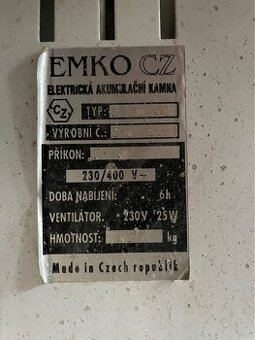 EMKO CZ
ELEKTRICKÁ AKUMULAČNÍ KAMNA
CZ TYP:
VÝROBNÍ Č.:
PŘÍKON:
230/400 V~
DOBA NABÍJENÍ: 6h
VENTILÁTOR: 230V 25W
HMOTNOST: kg
Made in Czech republik